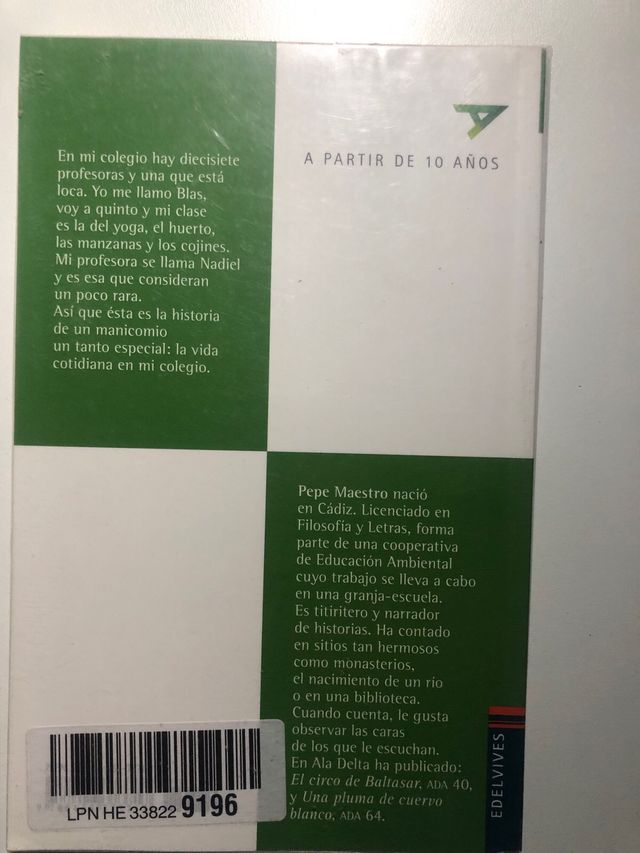 En mi colegio hay diecisiete
profesoras y una que está
loca. Yo me llamo Blas,
voy a quinto y mi clase
es la del yoga, el huerto,
las manzanas y los cojines.
Mi profesora se llama Nadiel
y es esa que consideran
un poco rara.
Así que ésta es la historia
de un manicomio
un tanto especial: la vida
cotidiana en mi colegio.
A PARTIR DE 10 AÑOS
Pepe Maestro nació
en Cádiz. Licenciado en
Filosofía y Letras, forma
parte de una cooperativa
de Educación Ambiental
cuyo trabajo se lleva a cabo
en una granja-escuela.
Es titiritero y narrador
de historias. Ha contado
en sitios tan hermosos
como monasterios,
el nacimiento de un río
o en una biblioteca.
Cuando cuenta, le gusta
observar las caras
de los que le escuchan.
En Ala Delta ha publicado:
El circo de Baltasar, ADA 40,
y Una pluma de cuervo
blanco, ADA 64.
EDELVIVES
LPN HE 33822 9196